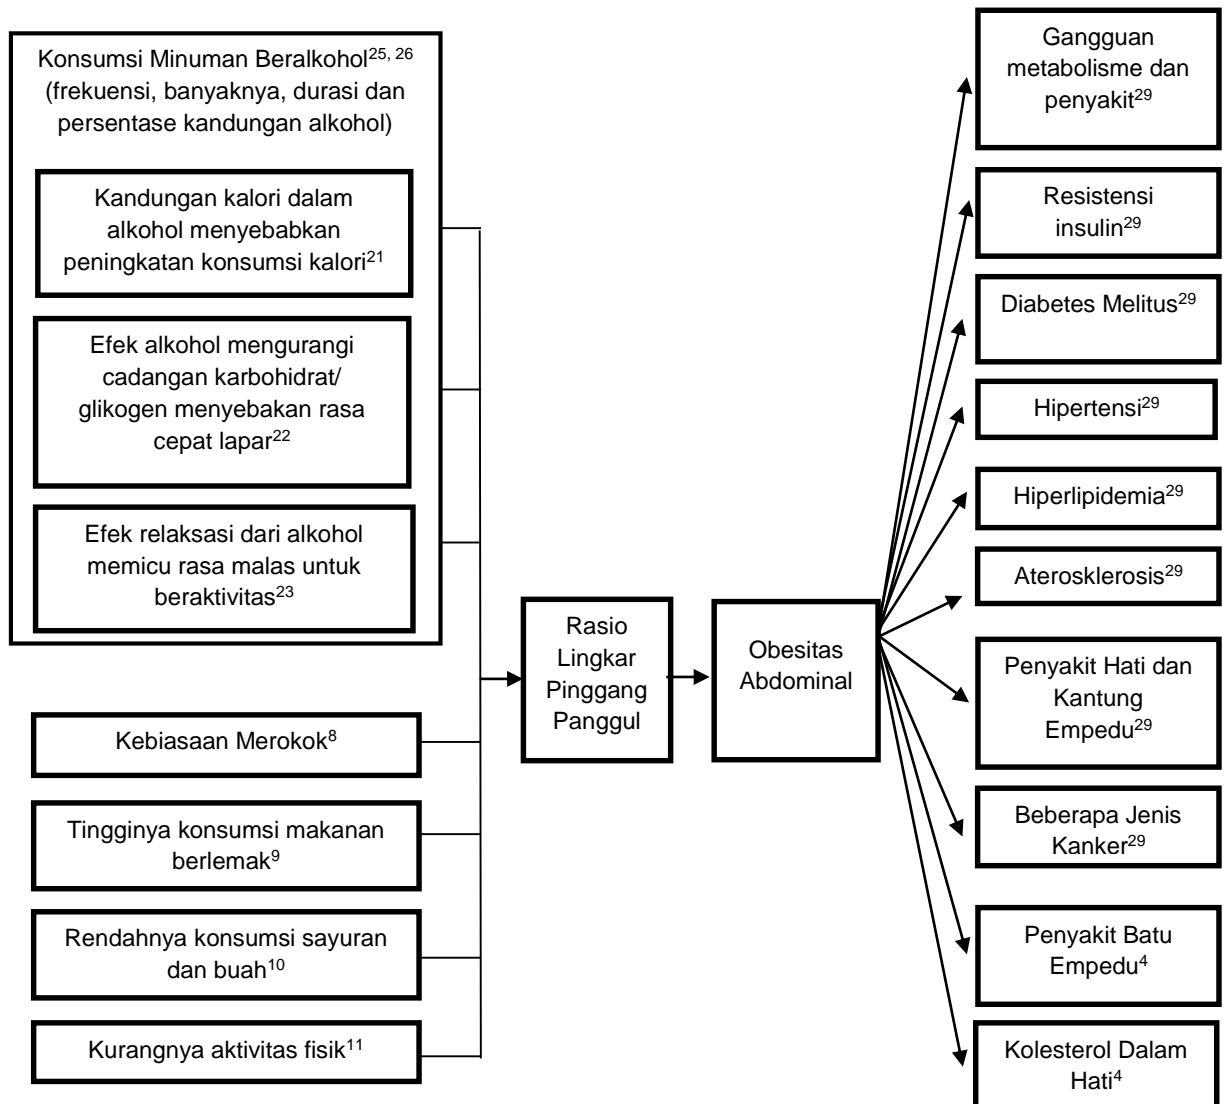 Konsumsi Minuman Beralkohol25, 26
(frekuensi, banyaknya, durasi dan
persentase kandungan alkohol)
Kandungan kalori dalam
alkohol menyebabkan
peningkatan konsumsi kalori21
Efek alkohol mengurangi
cadangan karbohidrat/
glikogen menyebakan rasa
cepat lapar22
Efek relaksasi dari alkohol
memicu rasa malas untuk
beraktivitas23
Kebiasaan Merokok8
Tingginya konsumsi makanan
berlemak9
Rendahnya konsumsi sayuran
dan buah10
Kurangnya aktivitas fisik11
Rasio
Lingkar
Pinggang
Panggul
Obesitas
Abdominal
Gangguan
metabolisme dan
penyakit29
Resistensi
insulin29
Diabetes Melitus29
Hipertensi29
Hiperlipidemia29
Aterosklerosis29
Penyakit Hati dan
Kantung
Empedu29
Beberapa Jenis
Kanker29
Penyakit Batu
Empedu4
Kolesterol Dalam
Hati4